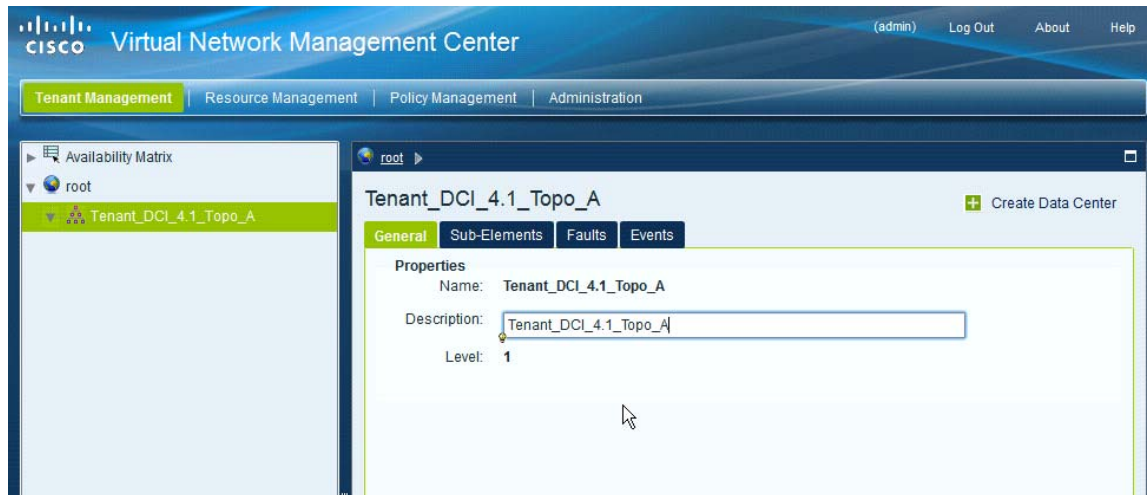 (admin) Log Out About Help
CISCO Virtual Network Management Center
Tenant Management | Resource Management | Policy Management | Administration
Availability Matrix
root
Tenant_DCI_4.1_Topo_A
root
Tenant_DCI_4.1_Topo_A
Create Data Center
General Sub-Elements Faults Events
Properties
Name: Tenant_DCI_4.1_Topo_A
Description: Tenant_DCI_4.1_Topo_A
Level: 1